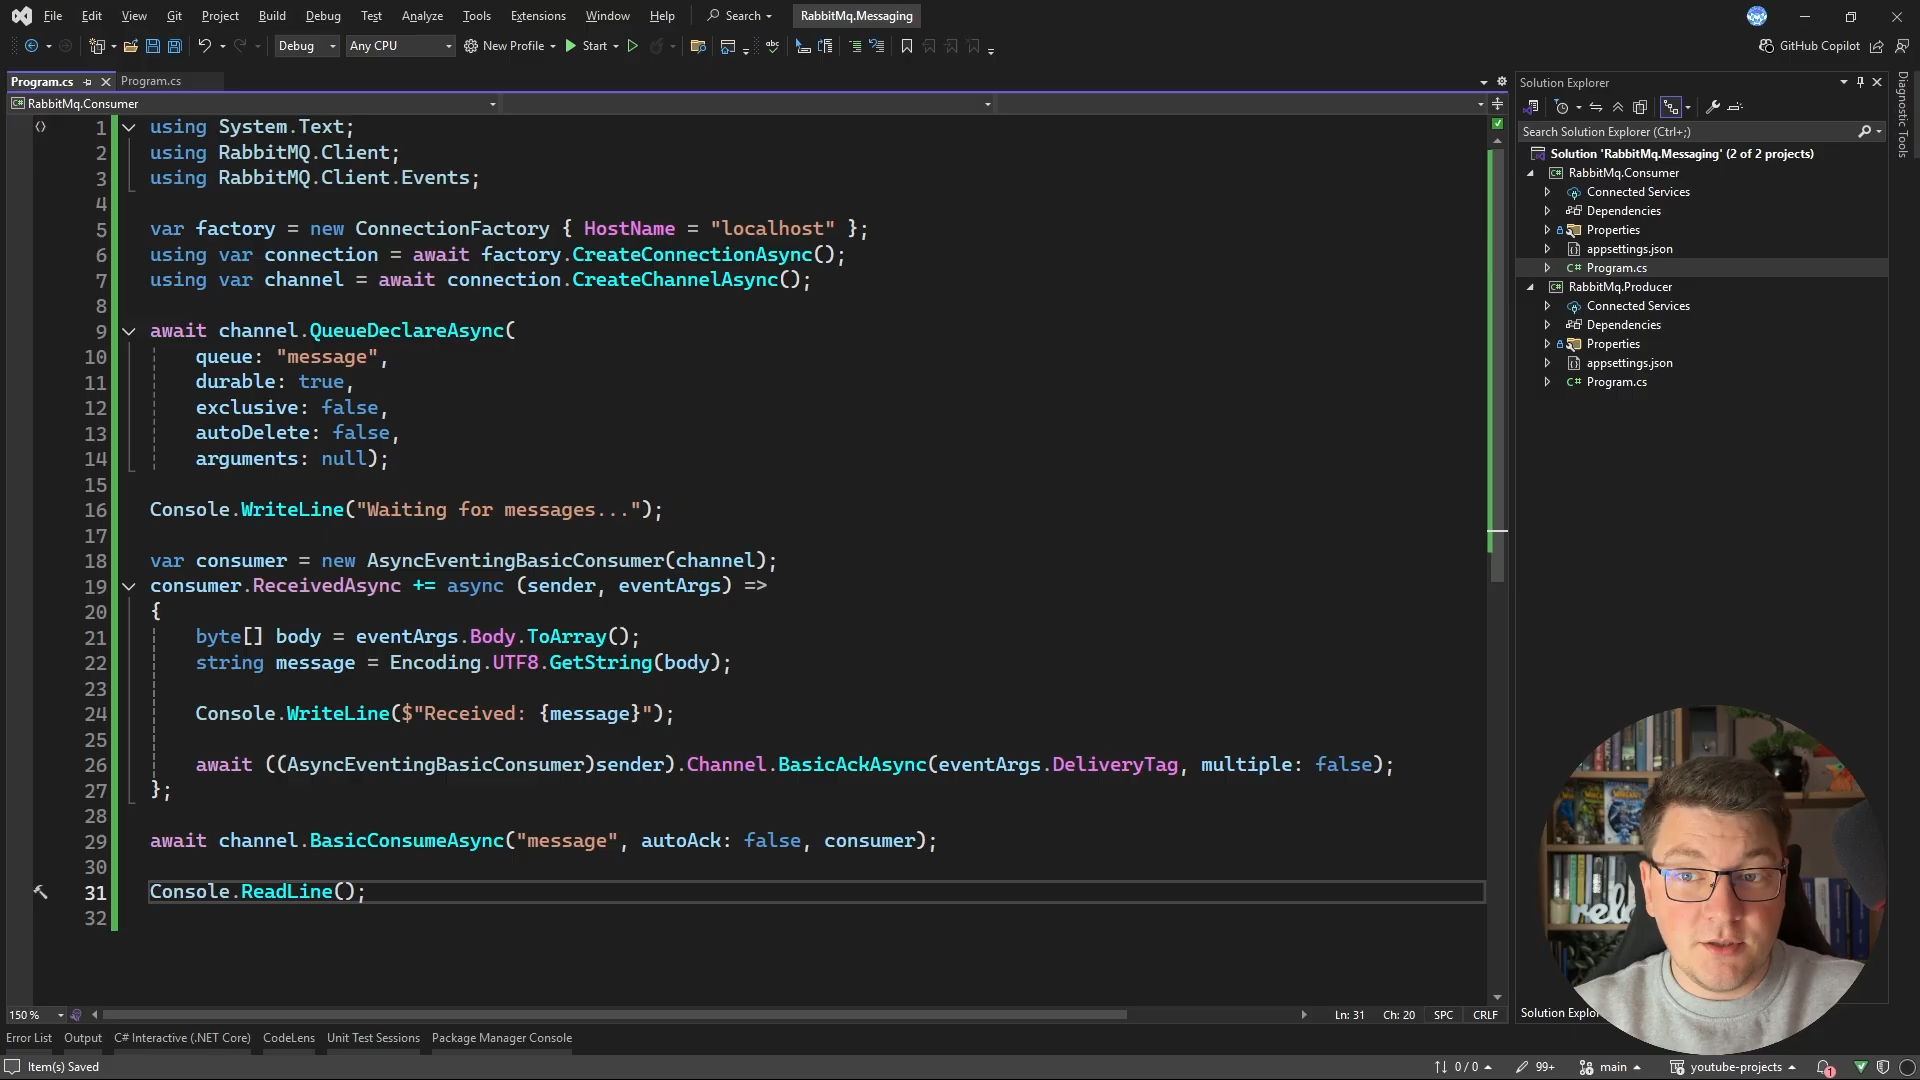 File Edit View Git Project Build Debug Test Analyze Tools Extensions Window Help Search RabbitMq.Messaging
Debug Any CPU New Profile Start GitHub Copilot
Program.cs Program.cs
RabbitMq.Consumer
1 using System.Text;
2 using RabbitMQ.Client;
3 using RabbitMQ.Client.Events;
4
5 var factory = new ConnectionFactory { HostName = "localhost" };
6 using var connection = await factory.CreateConnectionAsync();
7 using var channel = await connection.CreateChannelAsync();
8
9 await channel.QueueDeclareAsync(
10 queue: "message",
11 durable: true,
12 exclusive: false,
13 autoDelete: false,
14 arguments: null);
15
16 Console.WriteLine("Waiting for messages...");
17
18 var consumer = new AsyncEventingBasicConsumer(channel);
19 consumer.ReceivedAsync += async (sender, eventArgs) =>
20 {
21 byte[] body = eventArgs.Body.ToArray();
22 string message = Encoding.UTF8.GetString(body);
23
24 Console.WriteLine($"Received: {message}");
25
26 await ((AsyncEventingBasicConsumer)sender).Channel.BasicAckAsync(eventArgs.DeliveryTag, multiple: false);
27 };
28
29 await channel.BasicConsumeAsync("message", autoAck: false, consumer);
30
31 Console.ReadLine();
32
Solution Explorer
Search Solution Explorer (Ctrl+;)
Solution 'RabbitMq.Messaging' (2 of 2 projects)
RabbitMq.Consumer
Connected Services
Dependencies
Properties
appsettings.json
C# Program.cs
RabbitMq.Producer
Connected Services
Dependencies
Properties
appsettings.json
C# Program.cs
Diagnostic Tools
150 % Ln: 31 Ch: 20 SPC CRLF
Solution Explo
Error List Output C# Interactive (.NET Core) CodeLens Unit Test Sessions Package Manager Console
Item(s) Saved 0 / 0 99+ main youtube-projects 1